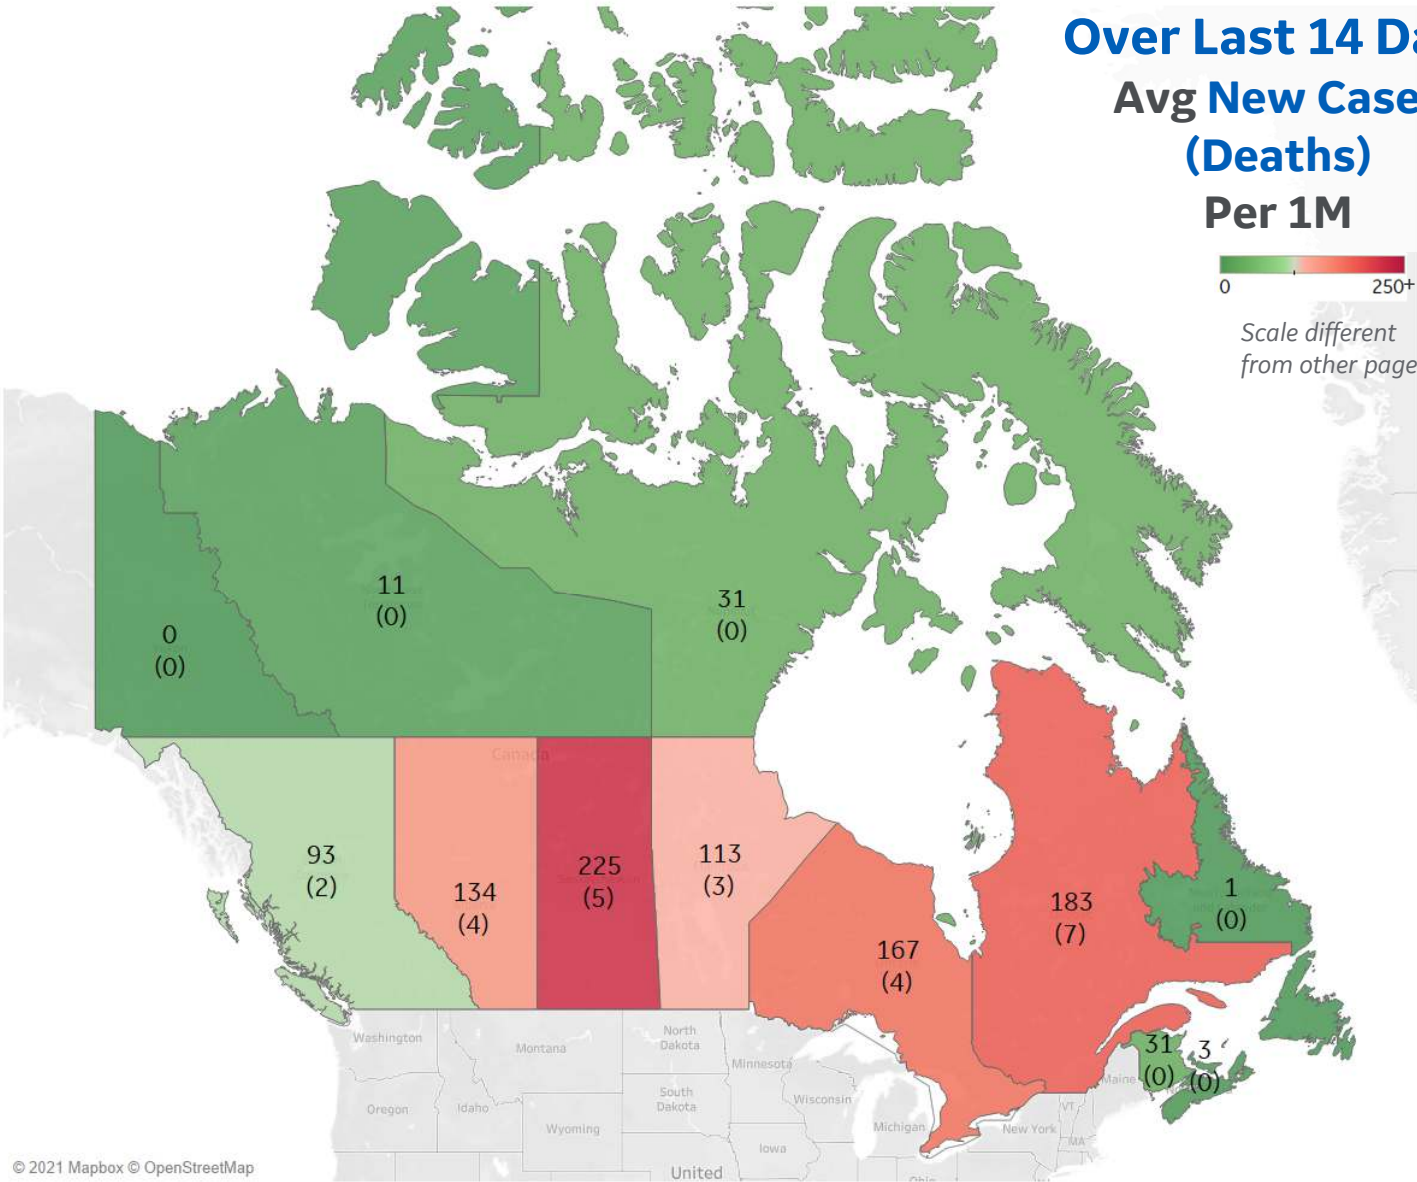 Over Last 14 Da
Avg New Case
(Deaths)
Per 1M
0
250+
Scale different
from other page
11
(0)
31
(0)
0
(0)
Canada
93
(2)
134
(4)
225
(5)
113
(3)
167
(4)
183
(7)
1
(0)
31
(0)
3
(0)
Washington
Montana
North
Dakota
Minnesota
Maine
Oregon
Idaho
South
Dakota
Wisconsin
Wyoming
Michigan
New York
VT
MA
Iowa
Ohio
United
© 2021 Mapbox © OpenStreetMap